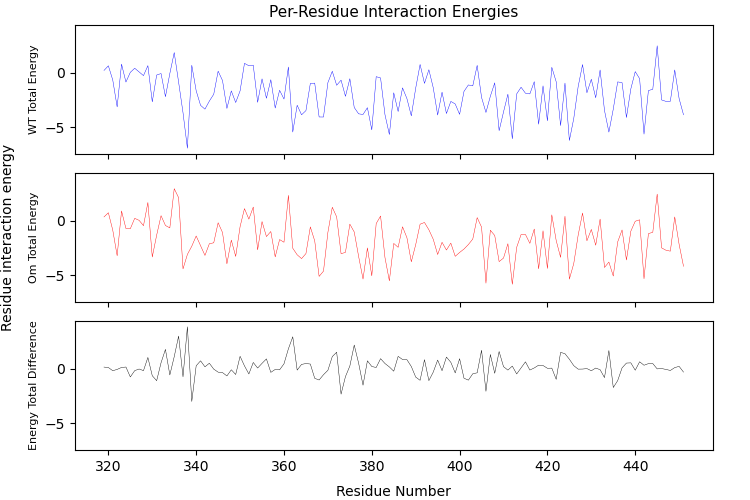 Per-Residue Interaction Energies
Residue interaction energy
WT Total Energy
0
−5
Om Total Energy
0
−5
Energy Total Difference
0
−5
320 340 360 380 400 420 440
Residue Number